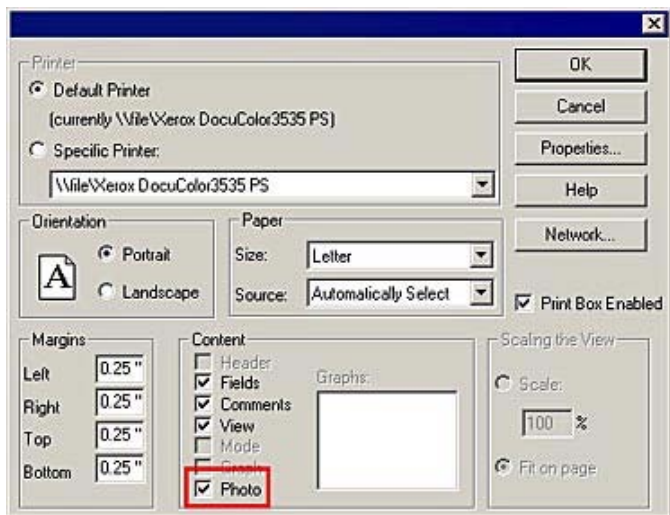 Printer
Default Printer
(currently \\file\Xerox DocuColor3535 PS)
Specific Printer:
\\file\Xerox DocuColor3535 PS
OK
Cancel
Properties...
Help
Network...
Orientation
A
Portrait
Landscape
Paper
Size: Letter
Source: Automatically Select
Print Box Enabled
Margins
Left 0.25 "
Right 0.25 "
Top 0.25 "
Bottom 0.25 "
Content
Header
Fields
Comments
View
Mode
Graph
Photo
Graphs:
Scaling the View
Scale:
100 %
Fit on page